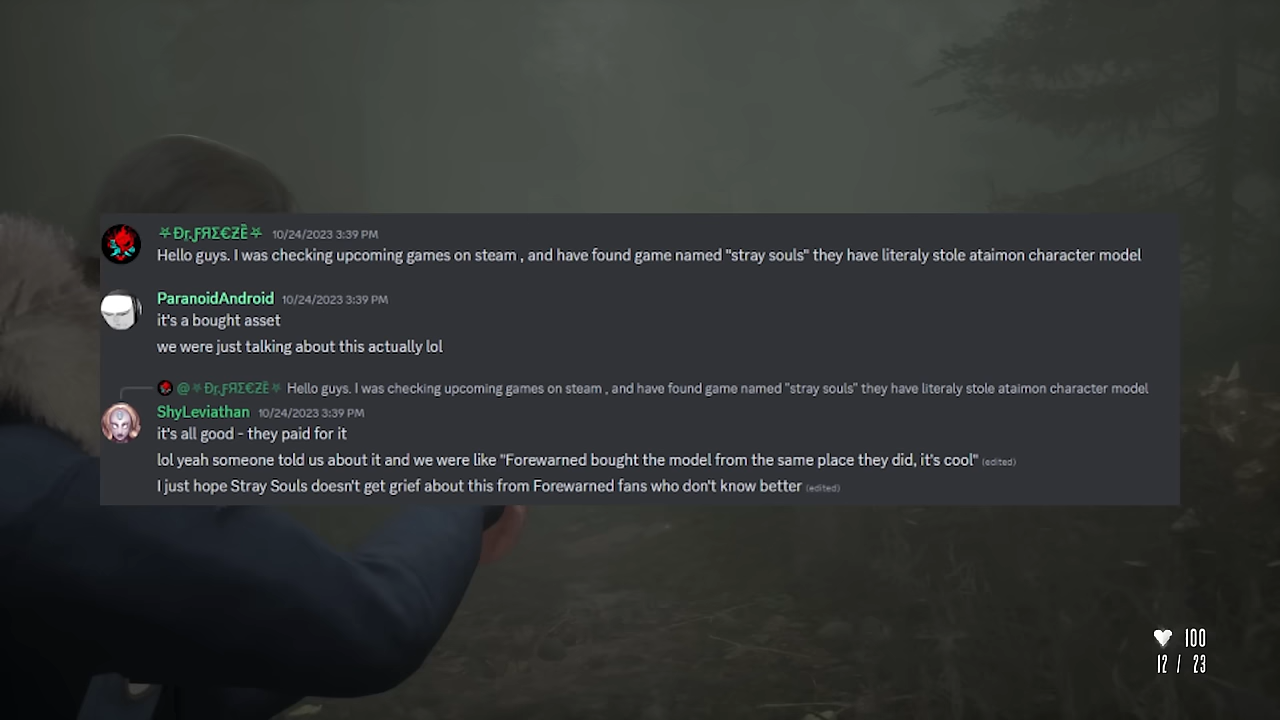 ⛧Đr.ƑЯΣ€ƵĒ⛧ 10/24/2023 3:39 PM
Hello guys. I was checking upcoming games on steam , and have found game named "stray souls" they have literaly stole ataimon character model
ParanoidAndroid 10/24/2023 3:39 PM
it's a bought asset
we were just talking about this actually lol
@⛧Đr.ƑЯΣ€ƵĒ⛧ Hello guys. I was checking upcoming games on steam , and have found game named "stray souls" they have literaly stole ataimon character model
ShyLeviathan 10/24/2023 3:39 PM
it's all good - they paid for it
lol yeah someone told us about it and we were like "Forewarned bought the model from the same place they did, it's cool" (edited)
I just hope Stray Souls doesn't get grief about this from Forewarned fans who don't know better (edited)
100
12 / 23